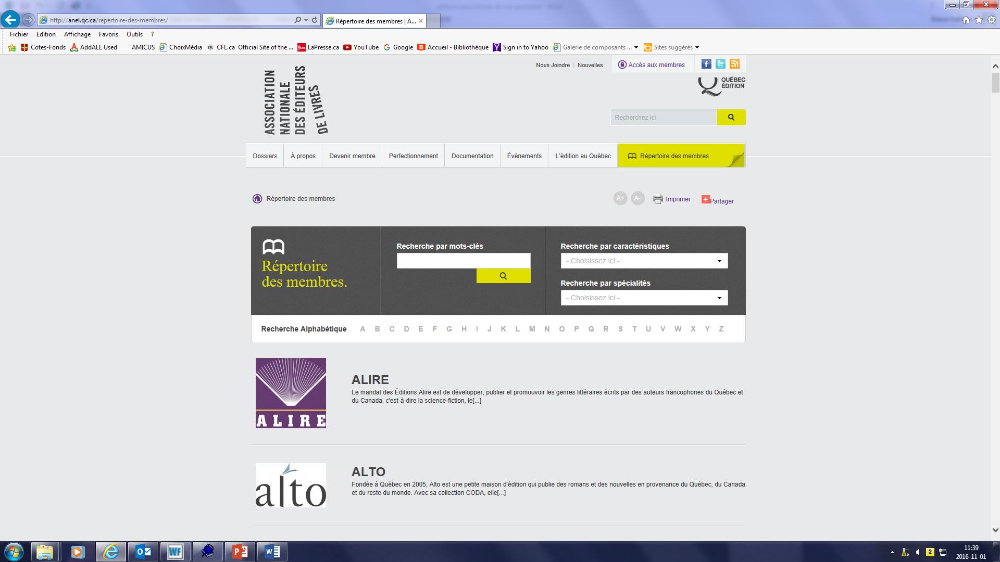 http://anel.qc.ca/repertoire-des-membres/
Répertoire des membres | A...
Fichier Edition Affichage Favoris Outils ?
Cotes-Fonds AddALL Used AMICUS ChoixMédia CFL.ca Official Site of the ... LaPresse.ca YouTube Google Accueil - Bibliothèque Sign in to Yahoo Galerie de composants ... Sites suggérés
Nous Joindre | Nouvelles Accès aux membres
ASSOCIATION
NATIONALE
DES ÉDITEURS
DE LIVRES
QUÉBEC
ÉDITION
Recherchez ici
Dossiers À propos Devenir membre Perfectionnement Documentation Événements L'édition au Québec Répertoire des membres
Répertoire des membres A+ A- Imprimer Partager
Répertoire
des membres.
Recherche par mots-clés
Recherche par caractéristiques
- Choisissez ici -
Recherche par spécialités
- Choisissez ici -
Recherche Alphabétique A B C D E F G H I J K L M N O P Q R S T U V W X Y Z
ALIRE
ALIRE
Le mandat des Éditions Alire est de développer, publier et promouvoir les genres littéraires écrits par des auteurs francophones du Québec et
du Canada, c'est-à-dire la science-fiction, le[...]
alto
ALTO
Fondée à Québec en 2005, Alto est une petite maison d'édition qui publie des romans et des nouvelles en provenance du Québec, du Canada
et du reste du monde. Avec sa collection CODA, elle[...]
2
11:39
2016-11-01